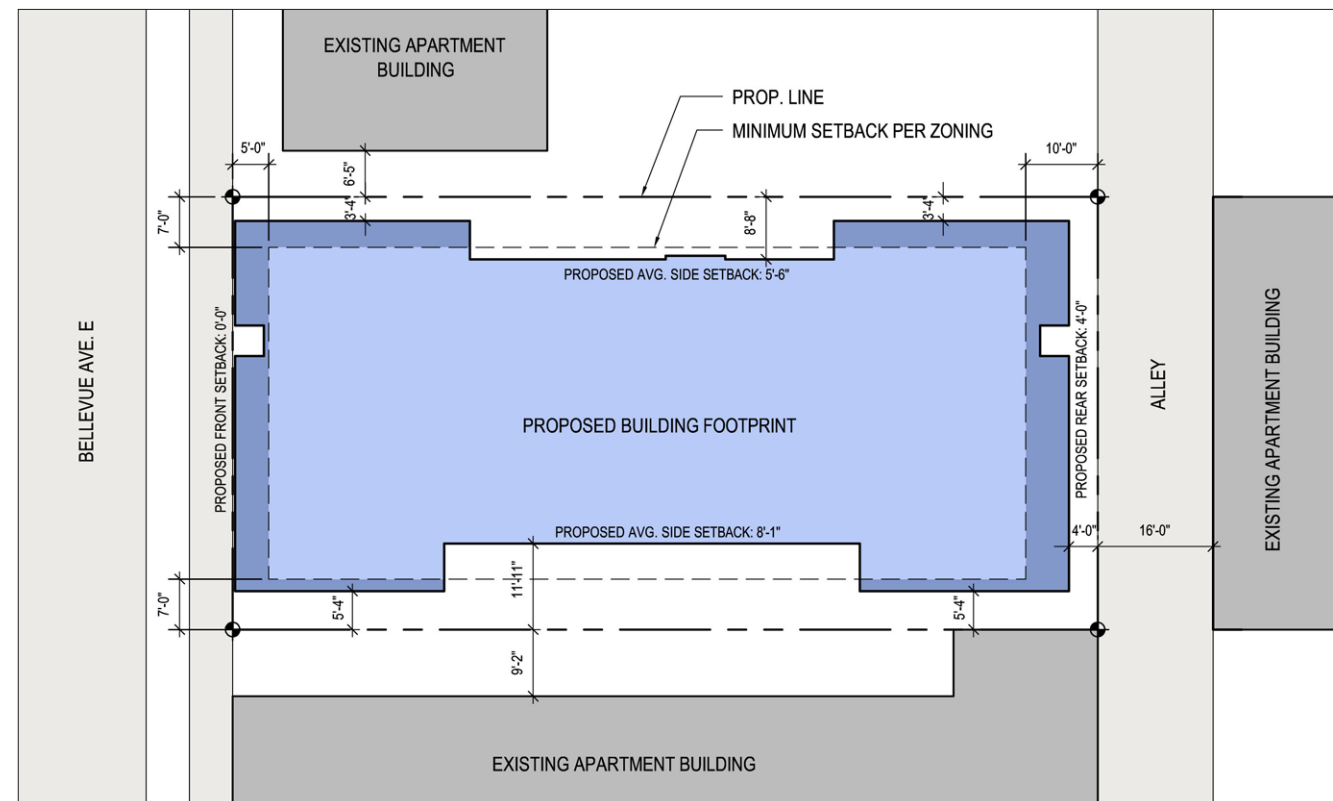 EXISTING APARTMENT
BUILDING
PROP. LINE
MINIMUM SETBACK PER ZONING
5'-0"
6'-5"
10'-0"
7'-0"
3'-4"
8'-8"
3'-4"
PROPOSED AVG. SIDE SETBACK: 5'-6"
BELLEVUE AVE. E
PROPOSED FRONT SETBACK: 0'-0"
PROPOSED BUILDING FOOTPRINT
PROPOSED REAR SETBACK: 4'-0"
ALLEY
EXISTING APARTMENT BUILDING
PROPOSED AVG. SIDE SETBACK: 8'-1"
4'-0"
16'-0"
11'-11"
7'-0"
5'-4"
5'-4"
9'-2"
EXISTING APARTMENT BUILDING